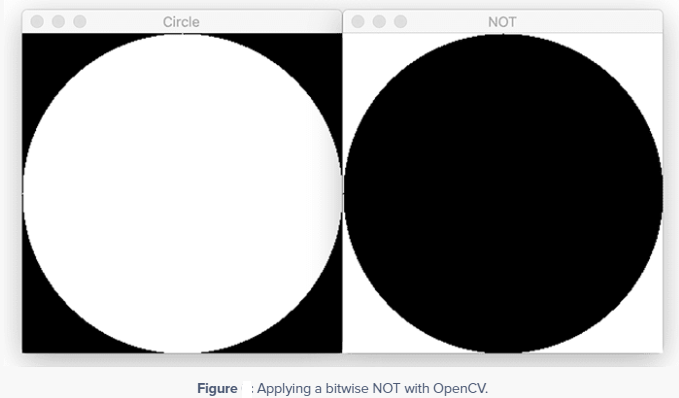 Circle
NOT
Figure : Applying a bitwise NOT with OpenCV.